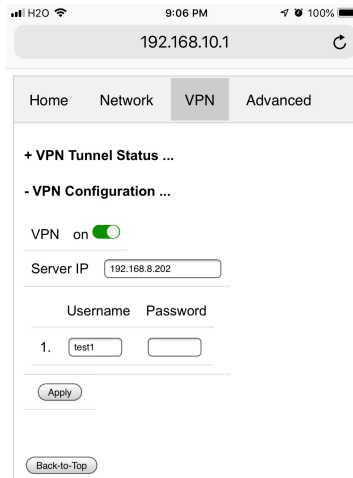 H2O 9:06 PM 100%
192.168.10.1
Home Network VPN Advanced
+ VPN Tunnel Status ...
- VPN Configuration ...
VPN on
Server IP 192.168.8.202
Username Password
1. test1
Apply
Back-to-Top